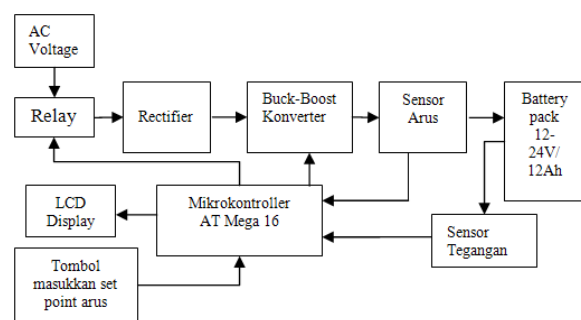 AC
Voltage
Relay
Rectifier
Buck-Boost
Konverter
Sensor
Arus
Battery
pack
12-
24V/
12Ah
LCD
Display
Mikrokontroller
AT Mega 16
Sensor
Tegangan
Tombol
masukkan set
point arus